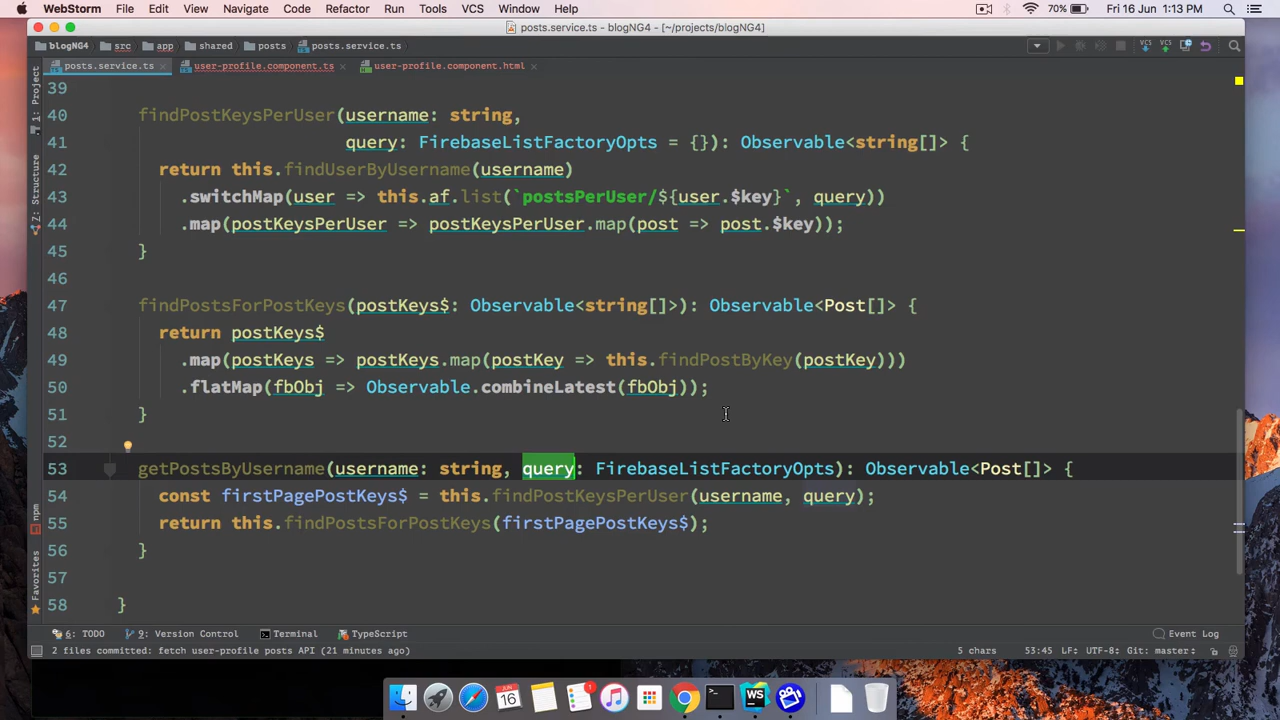 WebStorm File Edit View Navigate Code Refactor Run Tools VCS Window Help 70% Fri 16 Jun 1:13 PM
posts.service.ts - blogNG4 - [~/projects/blogNG4]
blogNG4 src app shared posts posts.service.ts
posts.service.ts user-profile.component.ts user-profile.component.html
1: Project
Z: Structure
npm
Favorites
39
40 findPostKeysPerUser(username: string,
41 query: FirebaseListFactoryOpts = {}): Observable<string[]> {
42 return this.findUserByUsername(username)
43 .switchMap(user => this.af.list(`postsPerUser/${user.$key}`, query))
44 .map(postKeysPerUser => postKeysPerUser.map(post => post.$key));
45 }
46
47 findPostsForPostKeys(postKeys$: Observable<string[]>): Observable<Post[]> {
48 return postKeys$
49 .map(postKeys => postKeys.map(postKey => this.findPostByKey(postKey)))
50 .flatMap(fbObj => Observable.combineLatest(fbObj));
51 }
52
53 getPostsByUsername(username: string, query: FirebaseListFactoryOpts): Observable<Post[]> {
54 const firstPagePostKeys$ = this.findPostKeysPerUser(username, query);
55 return this.findPostsForPostKeys(firstPagePostKeys$);
56 }
57
58 }
6: TODO 9: Version Control Terminal TypeScript Event Log
2 files committed: fetch user-profile posts API (21 minutes ago) 5 chars 53:45 LF: UTF-8: Git: master: